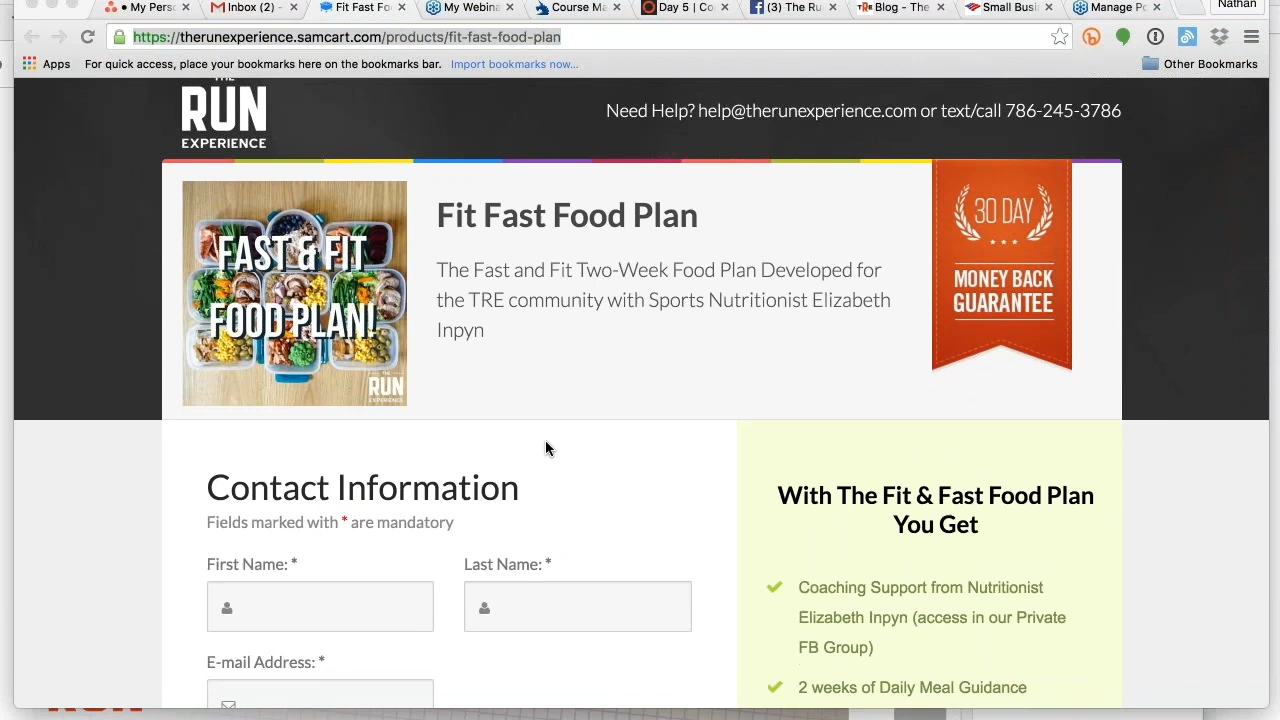 • My Perso
Inbox (2) -
Fit Fast Fo
My Webina
Course Ma
Day 5 | Co
(3) The Ru
Blog - The
Small Busi
Manage Po
Nathan
https://therunexperience.samcart.com/products/fit-fast-food-plan
Apps For quick access, place your bookmarks here on the bookmarks bar. Import bookmarks now... Other Bookmarks
THE
RUN
EXPERIENCE
Need Help? help@therunexperience.com or text/call 786-245-3786
FAST & FIT
FOOD PLAN!
THE
RUN
EXPERIENCE
Fit Fast Food Plan
The Fast and Fit Two-Week Food Plan Developed for
the TRE community with Sports Nutritionist Elizabeth
Inpyn
30 DAY
MONEY BACK
GUARANTEE
Contact Information
Fields marked with * are mandatory
First Name: *
Last Name: *
E-mail Address: *
With The Fit & Fast Food Plan
You Get
Coaching Support from Nutritionist
Elizabeth Inpyn (access in our Private
FB Group)
2 weeks of Daily Meal Guidance